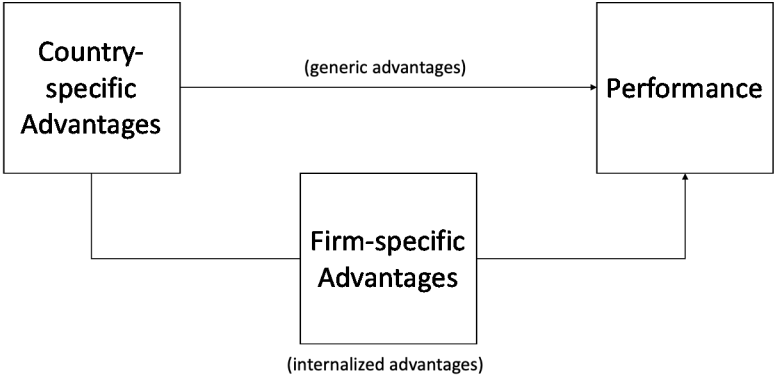 Country-
specific
Advantages
(generic advantages)
Performance
Firm-specific
Advantages
(internalized advantages)